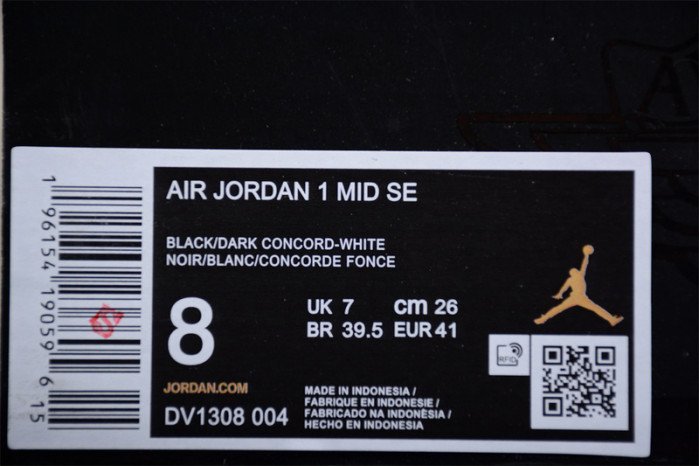 AIR JORDAN 1 MID SE
BLACK/DARK CONCORD-WHITE
NOIR/BLANC/CONCORDE FONCE
8
UK 7 cm 26
BR 39.5 EUR 41
JORDAN.COM
DV1308 004
MADE IN INDONESIA /
FABRIQUE EN INDONESIE /
FABRICADO NA INDONÉSIA /
HECHO EN INDONESIA
RFID
1 96154 19059 6 15